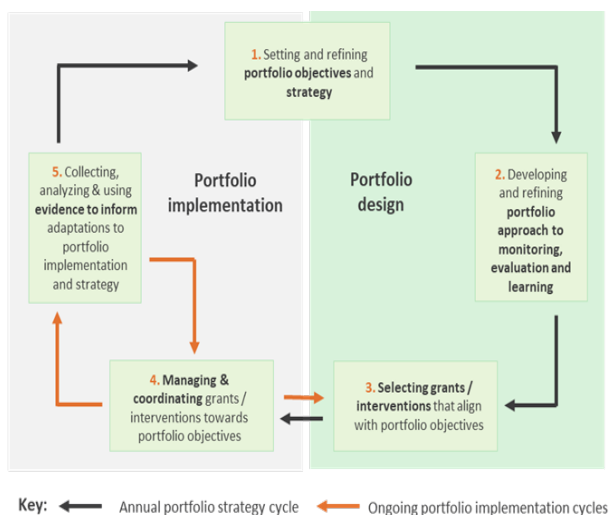 1. Setting and refining
portfolio objectives and
strategy
5. Collecting,
analyzing & using
evidence to inform
adaptations to
portfolio
implementation
and strategy
Portfolio
implementation
Portfolio
design
2. Developing
and refining
portfolio
approach to
monitoring,
evaluation and
learning
4. Managing &
coordinating grants /
interventions towards
portfolio objectives
3. Selecting grants /
interventions that align
with portfolio objectives
Key:
Annual portfolio strategy cycle
Ongoing portfolio implementation cycles